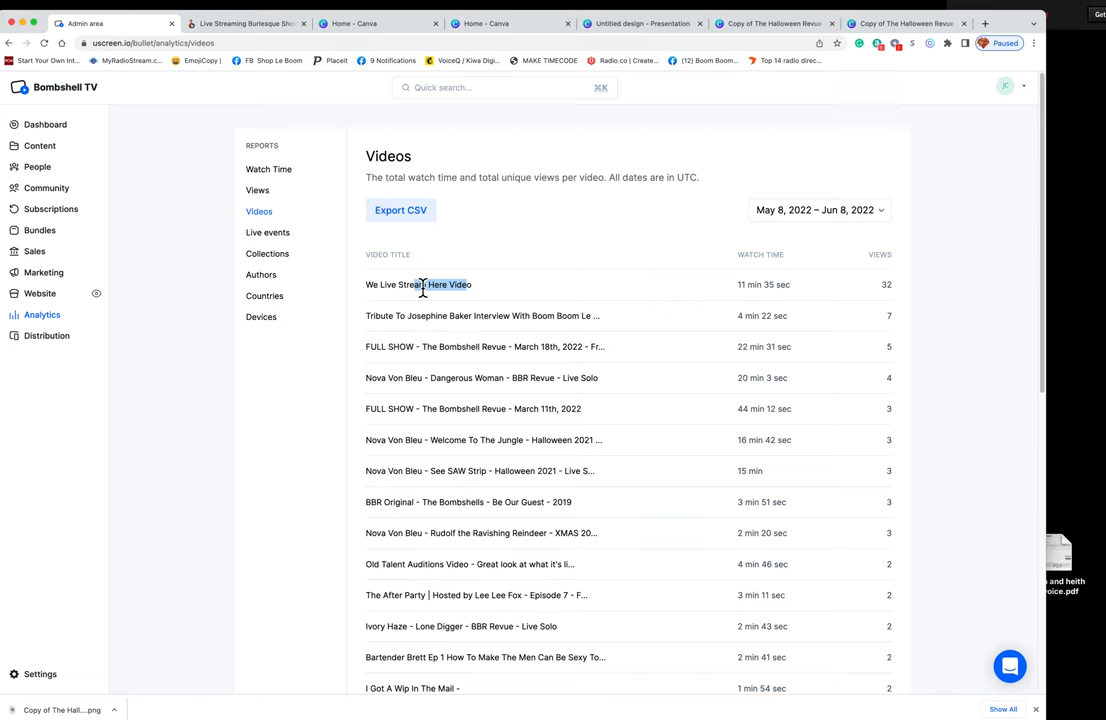 Get
Admin area
Live Streaming Burlesque Sho
Home - Canva
Home - Canva
Untitled design - Presentation
Copy of The Halloween Revue
Copy of The Halloween Revue
uscreen.io/bullet/analytics/videos
Paused
Start Your Own Int...
MyRadioStream.c...
EmojiCopy |
FB Shop Le Boom
Placeit
9 Notifications
VoiceQ / Kiwa Digi...
MAKE TIMECODE
Radio.co | Create...
(12) Boom Boom...
Top 14 radio direc...
Bombshell TV
Quick search...
⌘K
JC
Dashboard
Content
People
Community
Subscriptions
Bundles
Sales
Marketing
Website
Analytics
Distribution
Settings
REPORTS
Watch Time
Views
Videos
Live events
Collections
Authors
Countries
Devices
Videos
The total watch time and total unique views per video. All dates are in UTC.
Export CSV
May 8, 2022 – Jun 8, 2022
VIDEO TITLE WATCH TIME VIEWS
We Live Stream Here Video 11 min 35 sec 32
Tribute To Josephine Baker Interview With Boom Boom Le ... 4 min 22 sec 7
FULL SHOW - The Bombshell Revue - March 18th, 2022 - Fr... 22 min 31 sec 5
Nova Von Bleu - Dangerous Woman - BBR Revue - Live Solo 20 min 3 sec 4
FULL SHOW - The Bombshell Revue - March 11th, 2022 44 min 12 sec 3
Nova Von Bleu - Welcome To The Jungle - Halloween 2021 ... 16 min 42 sec 3
Nova Von Bleu - See SAW Strip - Halloween 2021 - Live S... 15 min 3
BBR Original - The Bombshells - Be Our Guest - 2019 3 min 51 sec 3
Nova Von Bleu - Rudolf the Ravishing Reindeer - XMAS 20... 2 min 20 sec 3
Old Talent Auditions Video - Great look at what it's li... 4 min 46 sec 2
The After Party | Hosted by Lee Lee Fox - Episode 7 - F... 3 min 11 sec 2
Ivory Haze - Lone Digger - BBR Revue - Live Solo 2 min 43 sec 2
Bartender Brett Ep 1 How To Make The Men Can Be Sexy To... 2 min 41 sec 2
I Got A Wip In The Mail - 1 min 54 sec 2
and heith
voice.pdf
Copy of The Hall....png
Show All